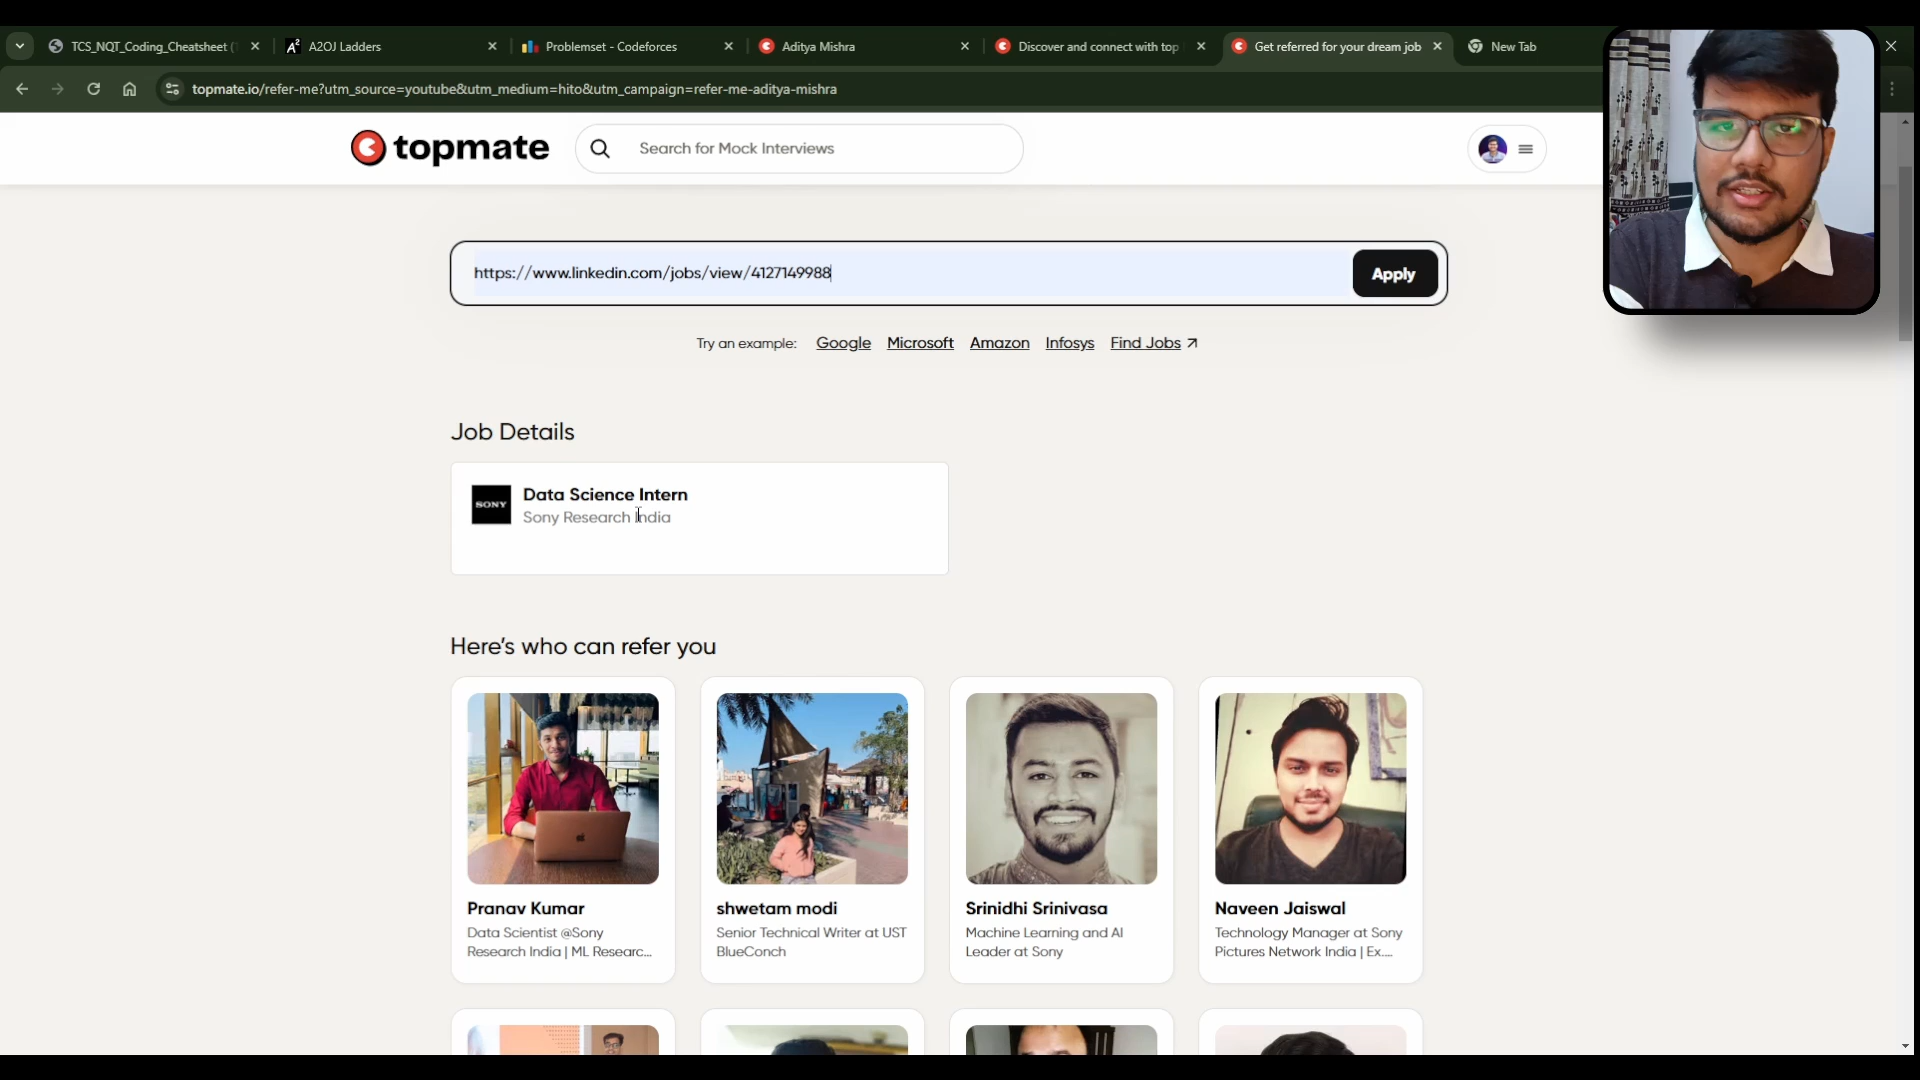 TCS_NQT_Coding_Cheatsheet (
A2OJ Ladders
Problemset - Codeforces
Aditya Mishra
Discover and connect with top
Get referred for your dream job
New Tab
topmate.io/refer-me?utm_source=youtube&utm_medium=hito&utm_campaign=refer-me-aditya-mishra
topmate
Search for Mock Interviews
https://www.linkedin.com/jobs/view/4127149988
Apply
Try an example: Google Microsoft Amazon Infosys Find Jobs
Job Details
SONY
Data Science Intern
Sony Research India
Here's who can refer you
Pranav Kumar
Data Scientist @Sony
Research India | ML Researc...
shwetam modi
Senior Technical Writer at UST
BlueConch
Srinidhi Srinivasa
Machine Learning and AI
Leader at Sony
Naveen Jaiswal
Technology Manager at Sony
Pictures Network India | Ex....